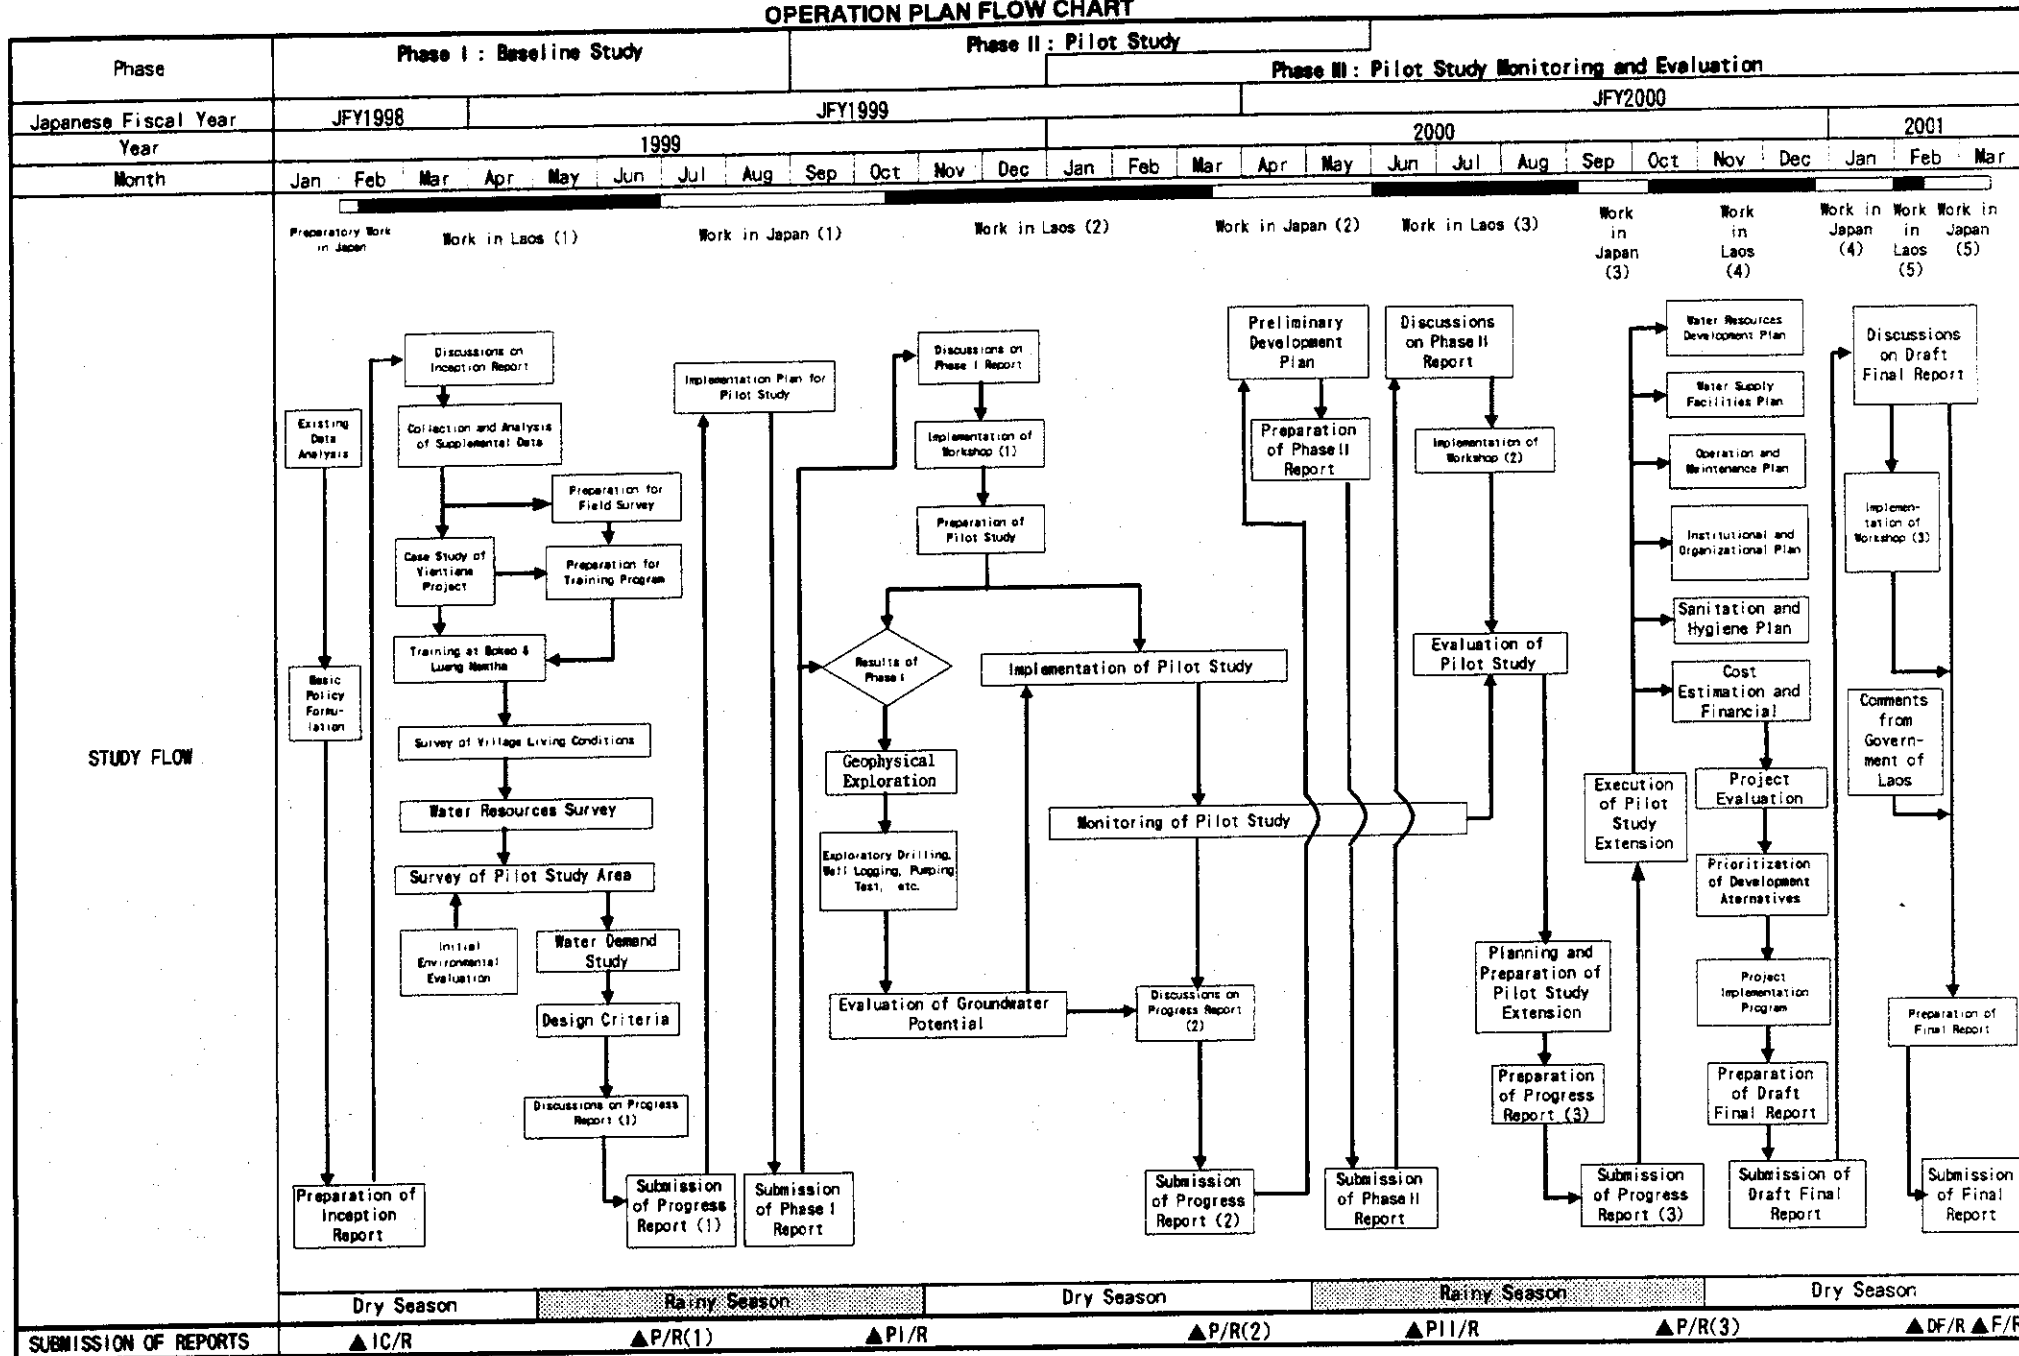 OPERATION PLAN FLOW CHART
Phase
Phase I : Baseline Study
Phase II : Pilot Study
Phase III : Pilot Study Monitoring and Evaluation
Japanese Fiscal Year
JFY1998
JFY1999
JFY2000
Year
1999
2000
2001
Month
Jan Feb Mar Apr May Jun Jul Aug Sep Oct Nov Dec Jan Feb Mar Apr May Jun Jul Aug Sep Oct Nov Dec Jan Feb Mar
Preparatory Work
in Japan
Work in Laos (1)
Work in Japan (1)
Work in Laos (2)
Work in Japan (2)
Work in Laos (3)
Work
in
Japan
(3)
Work
in
Laos
(4)
Work in
Japan
(4)
Work
in
Laos
(5)
Work in
Japan
(5)
STUDY FLOW
Existing
Data
Analysis
Basic
Policy
Formu-
lation
Preparation of
Inception
Report
Discussions on
Inception Report
Collection and Analysis
of Supplemental Data
Preparation for
Field Survey
Case Study of
Vientiane
Project
Preparation for
Training Program
Training at Bokeo &
Luang Namtha
Survey of Village Living Conditions
Water Resources Survey
Survey of Pilot Study Area
Initial
Environmental
Evaluation
Water Demand
Study
Design Criteria
Discussions on Progress
Report (1)
Submission
of Progress
Report (1)
Implementation Plan for
Pilot Study
Submission
of Phase I
Report
Discussions on
Phase I Report
Implementation of
Workshop (1)
Preparation of
Pilot Study
Results of
Phase I
Geophysical
Exploration
Exploratory Drilling,
Well Logging, Pumping
Test, etc.
Evaluation of Groundwater
Potential
Implementation of Pilot Study
Monitoring of Pilot Study
Discussions on
Progress Report
(2)
Submission
of Progress
Report (2)
Preliminary
Development
Plan
Preparation
of Phase II
Report
Submission
of Phase II
Report
Discussions
on Phase II
Report
Implementation of
Workshop (2)
Evaluation of
Pilot Study
Planning and
Preparation of
Pilot Study
Extension
Preparation
of Progress
Report (3)
Submission
of Progress
Report (3)
Execution
of Pilot
Study
Extension
Water Resources
Development Plan
Water Supply
Facilities Plan
Operation and
Maintenance Plan
Institutional and
Organizational Plan
Sanitation and
Hygiene Plan
Cost
Estimation and
Financial
Project
Evaluation
Prioritization
of Development
Aternatives
Project
Implementation
Program
Preparation
of Draft
Final Report
Submission of
Draft Final
Report
Discussions
on Draft
Final Report
Implemen-
tation of
Workshop (3)
Comments
from
Govern-
ment of
Laos
Preparation of
Final Report
Submission
of Final
Report
Dry Season
Rainy Season
Dry Season
Rainy Season
Dry Season
SUBMISSION OF REPORTS
▲IC/R
▲P/R(1)
▲PI/R
▲P/R(2)
▲PII/R
▲P/R(3)
▲DF/R
▲F/R